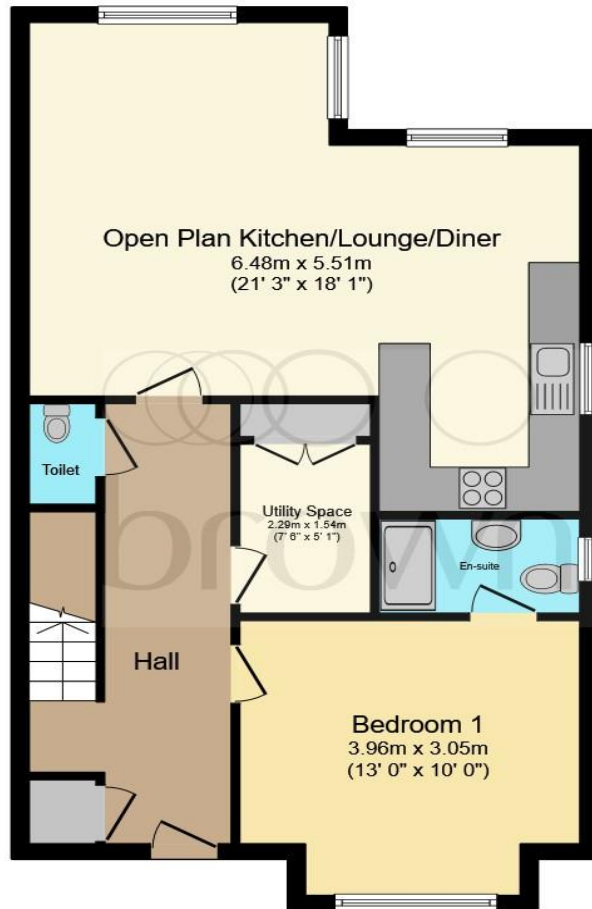 Open Plan Kitchen/Lounge/Diner
6.48m x 5.51m
(21' 3" x 18' 1")
Toilet
Utility Space
2.29m x 1.54m
(7' 6" x 5' 1")
En-suite
brown
Hall
Bedroom 1
3.96m x 3.05m
(13' 0" x 10' 0")